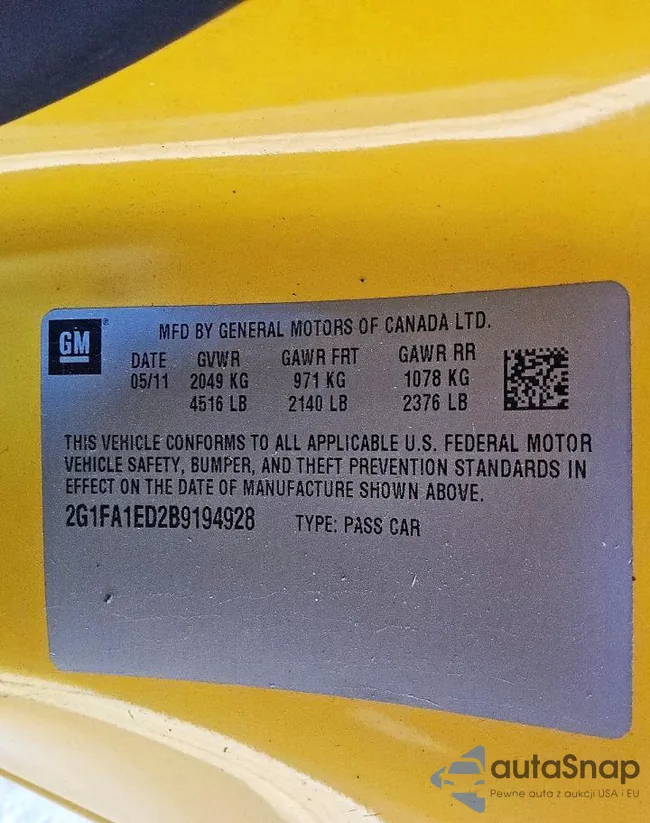 GM ®
MFD BY GENERAL MOTORS OF CANADA LTD.
DATE GVWR GAWR FRT GAWR RR
05/11 2049 KG 971 KG 1078 KG
4516 LB 2140 LB 2376 LB
THIS VEHICLE CONFORMS TO ALL APPLICABLE U.S. FEDERAL MOTOR
VEHICLE SAFETY, BUMPER, AND THEFT PREVENTION STANDARDS IN
EFFECT ON THE DATE OF MANUFACTURE SHOWN ABOVE.
2G1FA1ED2B9194928 TYPE: PASS CAR
autaSnap
Pewne auta z aukcji USA i EU